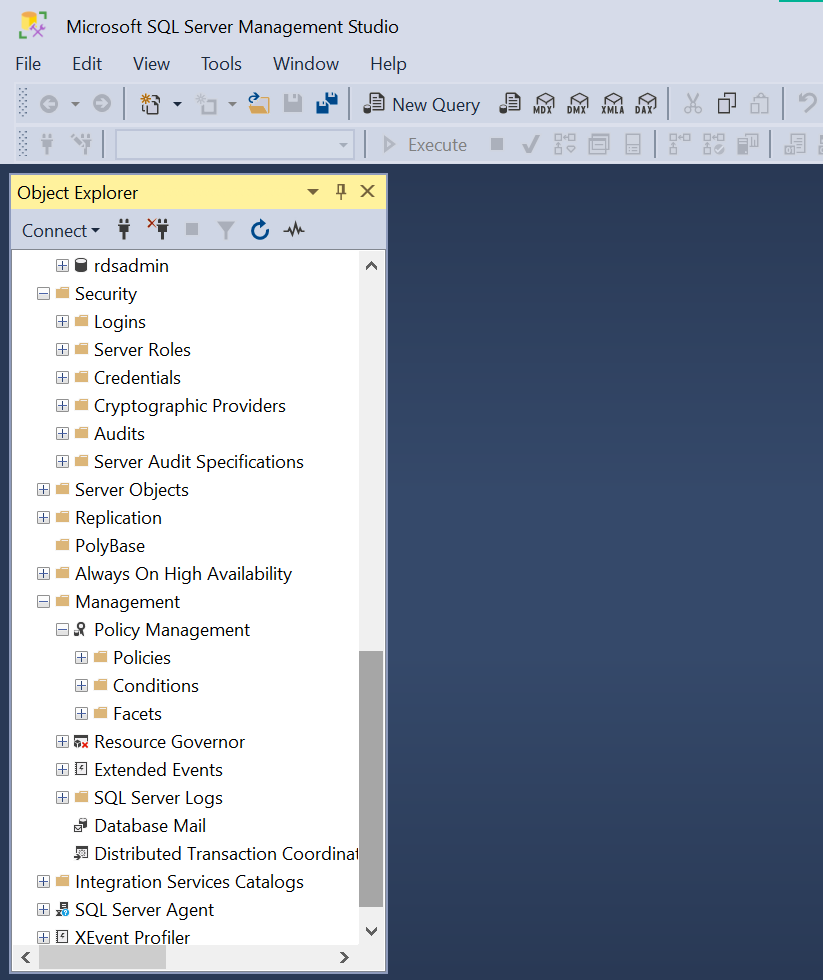 Microsoft SQL Server Management Studio
File Edit View Tools Window Help
New Query MDX DMX XMLA DAX
Execute
Object Explorer
Connect
rdsadmin
Security
Logins
Server Roles
Credentials
Cryptographic Providers
Audits
Server Audit Specifications
Server Objects
Replication
PolyBase
Always On High Availability
Management
Policy Management
Policies
Conditions
Facets
Resource Governor
Extended Events
SQL Server Logs
Database Mail
Distributed Transaction Coordinat
Integration Services Catalogs
SQL Server Agent
XEvent Profiler